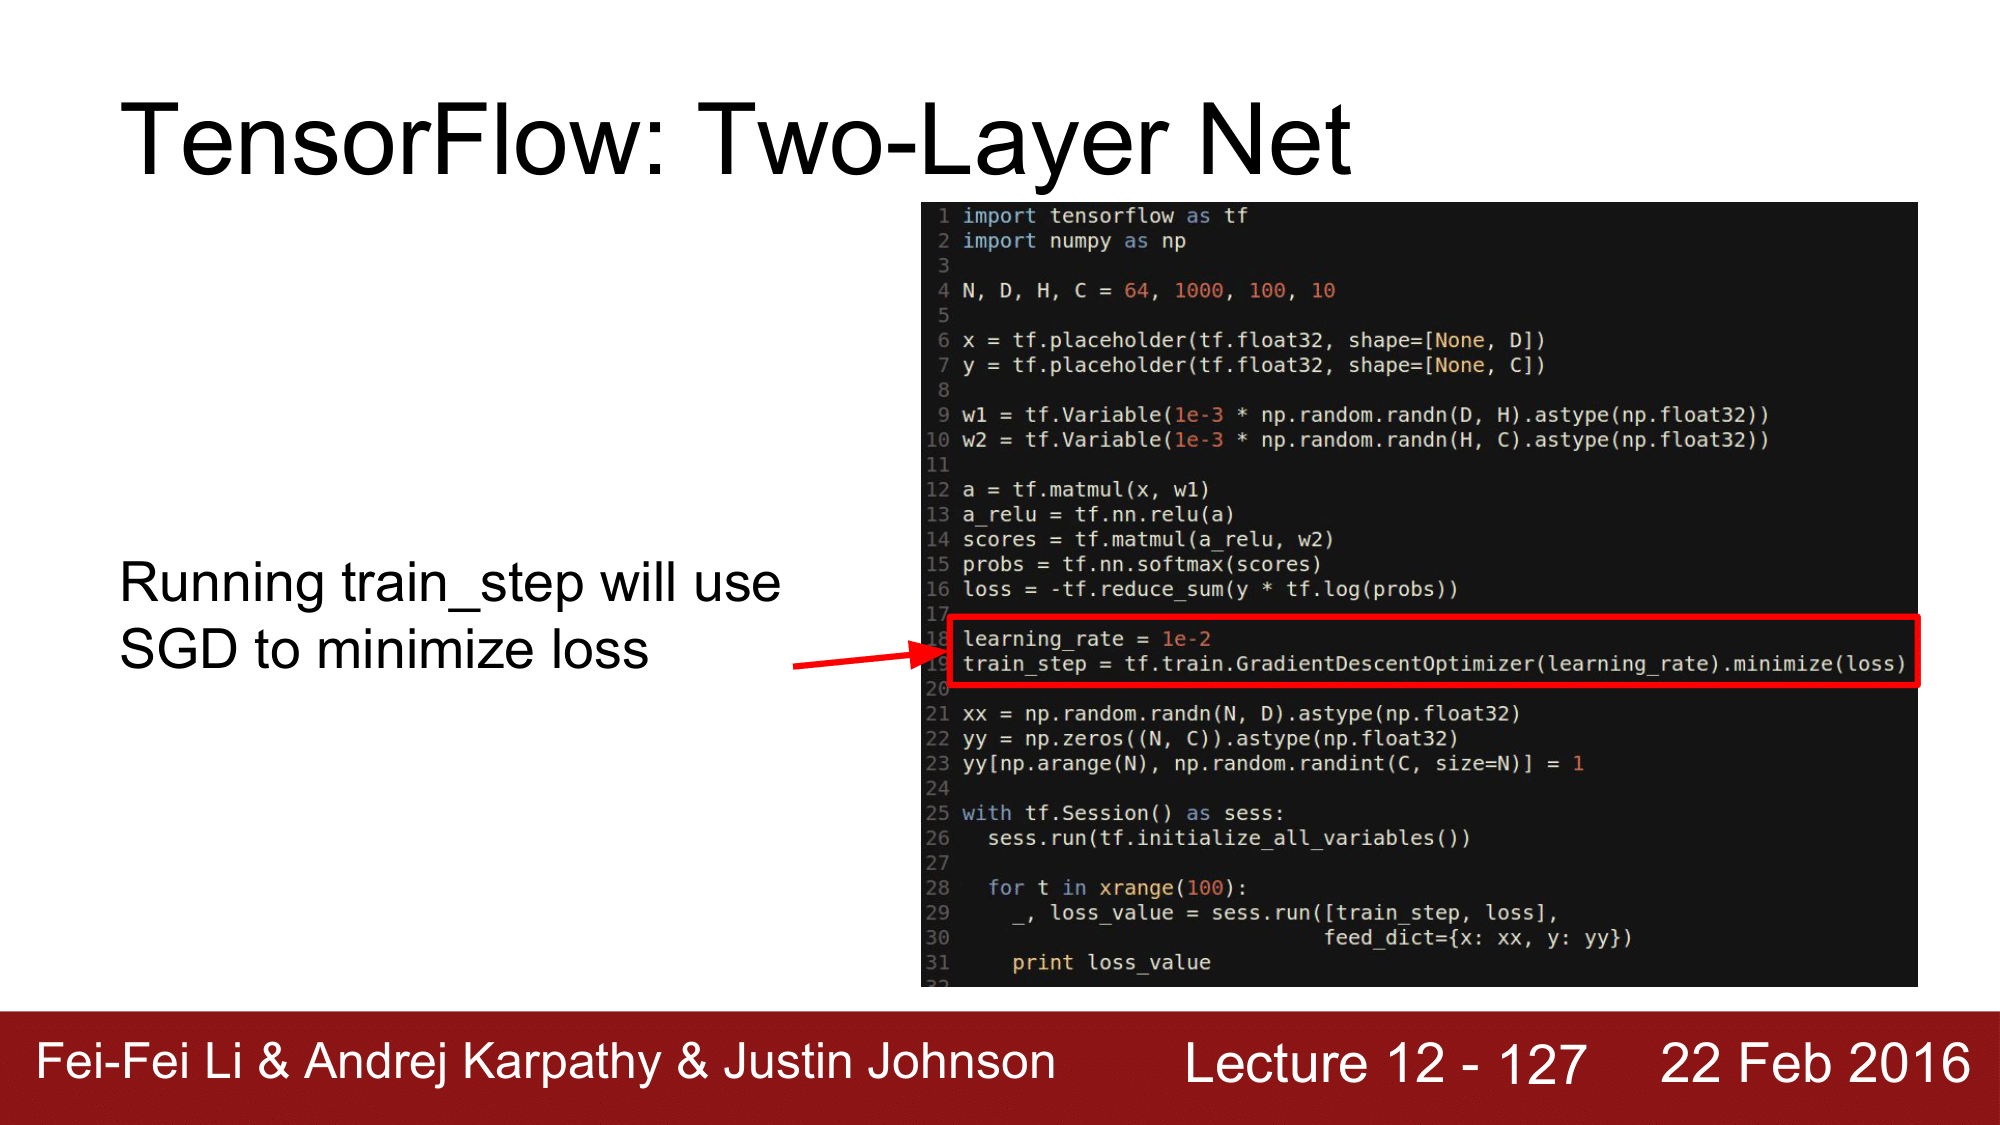 TensorFlow: Two-Layer Net
Running train_step will use
SGD to minimize loss
1 import tensorflow as tf
2 import numpy as np
3
4 N, D, H, C = 64, 1000, 100, 10
5
6 x = tf.placeholder(tf.float32, shape=[None, D])
7 y = tf.placeholder(tf.float32, shape=[None, C])
8
9 w1 = tf.Variable(1e-3 * np.random.randn(D, H).astype(np.float32))
10 w2 = tf.Variable(1e-3 * np.random.randn(H, C).astype(np.float32))
11
12 a = tf.matmul(x, w1)
13 a_relu = tf.nn.relu(a)
14 scores = tf.matmul(a_relu, w2)
15 probs = tf.nn.softmax(scores)
16 loss = -tf.reduce_sum(y * tf.log(probs))
17
18 learning_rate = 1e-2
19 train_step = tf.train.GradientDescentOptimizer(learning_rate).minimize(loss)
20
21 xx = np.random.randn(N, D).astype(np.float32)
22 yy = np.zeros((N, C)).astype(np.float32)
23 yy[np.arange(N), np.random.randint(C, size=N)] = 1
24
25 with tf.Session() as sess:
26   sess.run(tf.initialize_all_variables())
27
28   for t in xrange(100):
29     _, loss_value = sess.run([train_step, loss],
30                              feed_dict={x: xx, y: yy})
31     print loss_value
32
Fei-Fei Li & Andrej Karpathy & Justin Johnson
Lecture 12 - 127
22 Feb 2016